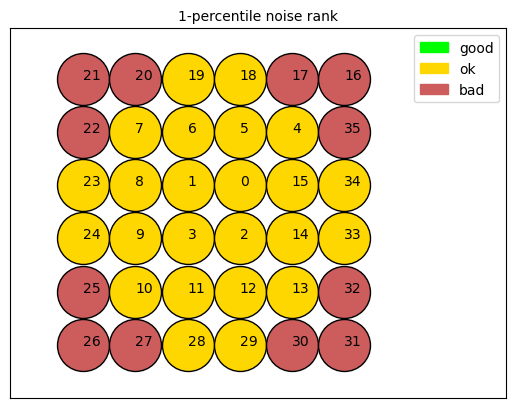 1-percentile noise rank
good
ok
bad
21 20 19 18 17 16
22 7 6 5 4 35
23 8 1 0 15 34
24 9 3 2 14 33
25 10 11 12 13 32
26 27 28 29 30 31